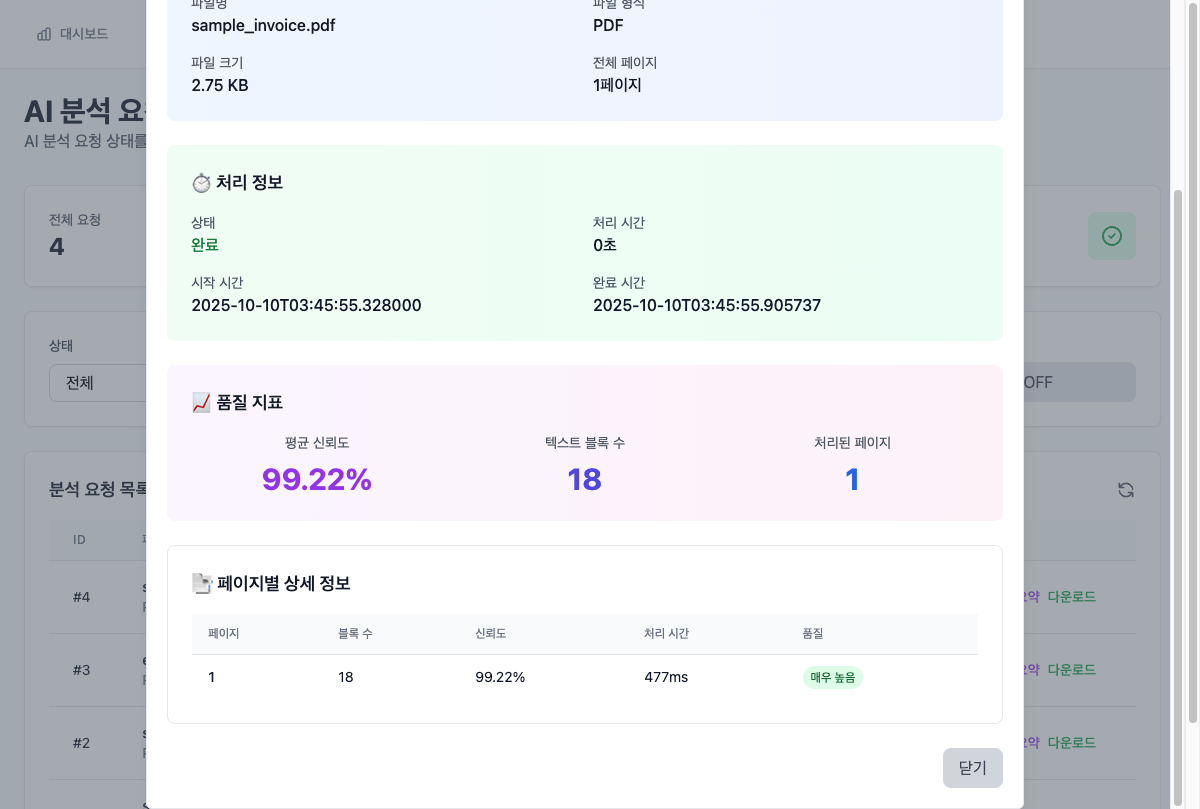 대시보드
AI 분석 요
AI 분석 요청 상태를
전체 요청
4
상태
전체
OFF
분석 요청 목록
ID
#4
요약 다운로드
#3
요약 다운로드
#2
요약 다운로드
파일명
sample_invoice.pdf
파일 형식
PDF
파일 크기
2.75 KB
전체 페이지
1페이지
⏱️ 처리 정보
상태
완료
처리 시간
0초
시작 시간
2025-10-10T03:45:55.328000
완료 시간
2025-10-10T03:45:55.905737
📈 품질 지표
평균 신뢰도
99.22%
텍스트 블록 수
18
처리된 페이지
1
📑 페이지별 상세 정보
페이지 블록 수 신뢰도 처리 시간 품질
1 18 99.22% 477ms 매우 높음
닫기